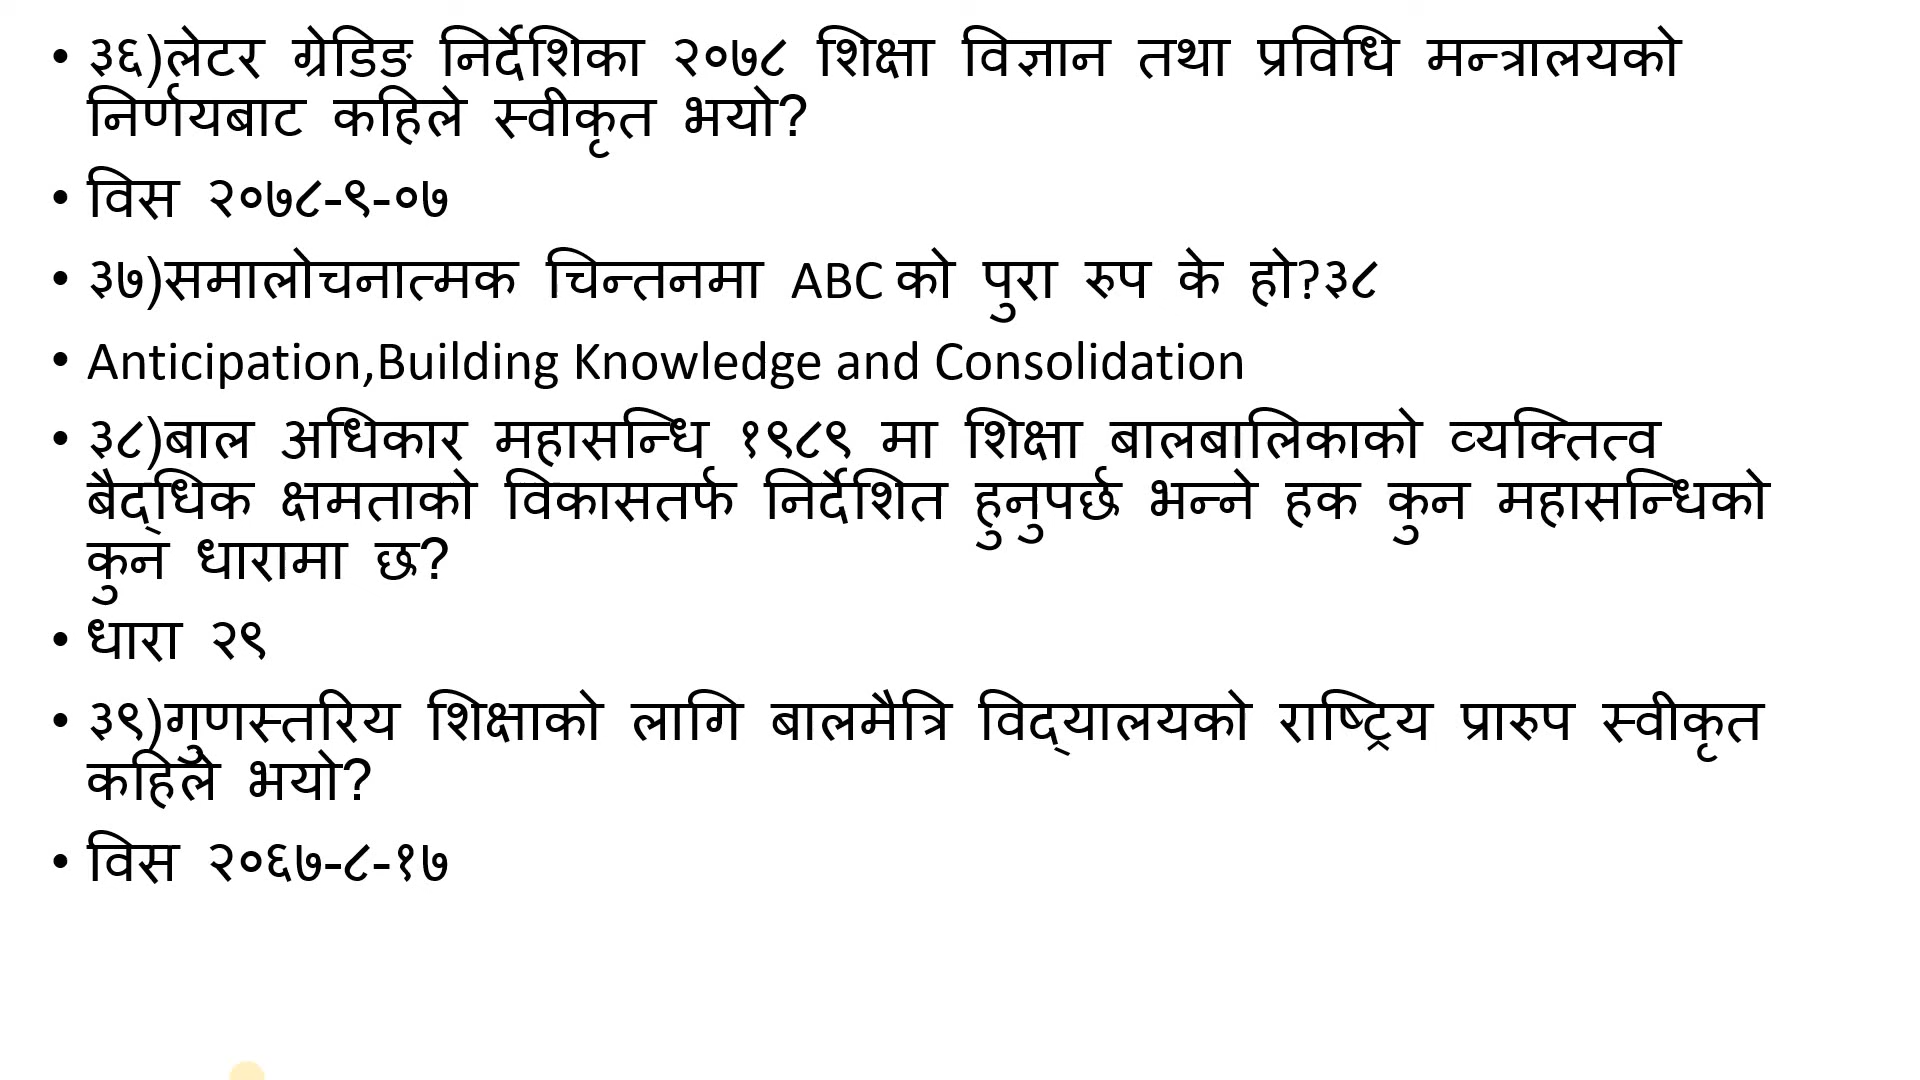 • ३६)लेटर ग्रेडिङ निर्देशिका २०७८ शिक्षा विज्ञान तथा प्रविधि मन्त्रालयको
निर्णयबाट कहिले स्वीकृत भयो?
• विस २०७८-९-०७
• ३७)समालोचनात्मक चिन्तनमा ABC को पुरा रुप के हो?३८
• Anticipation,Building Knowledge and Consolidation
• ३८)बाल अधिकार महासन्धि १९८९ मा शिक्षा बालबालिकाको व्यक्तित्व
बैद्धिक क्षमताको विकासतर्फ निर्देशित हुनुपर्छ भन्ने हक कुन महासन्धिको
कुन धारामा छ?
• धारा २९
• ३९)गुणस्तरिय शिक्षाको लागि बालमैत्रि विद्यालयको राष्ट्रिय प्रारुप स्वीकृत
कहिले भयो?
• विस २०६७-८-१७